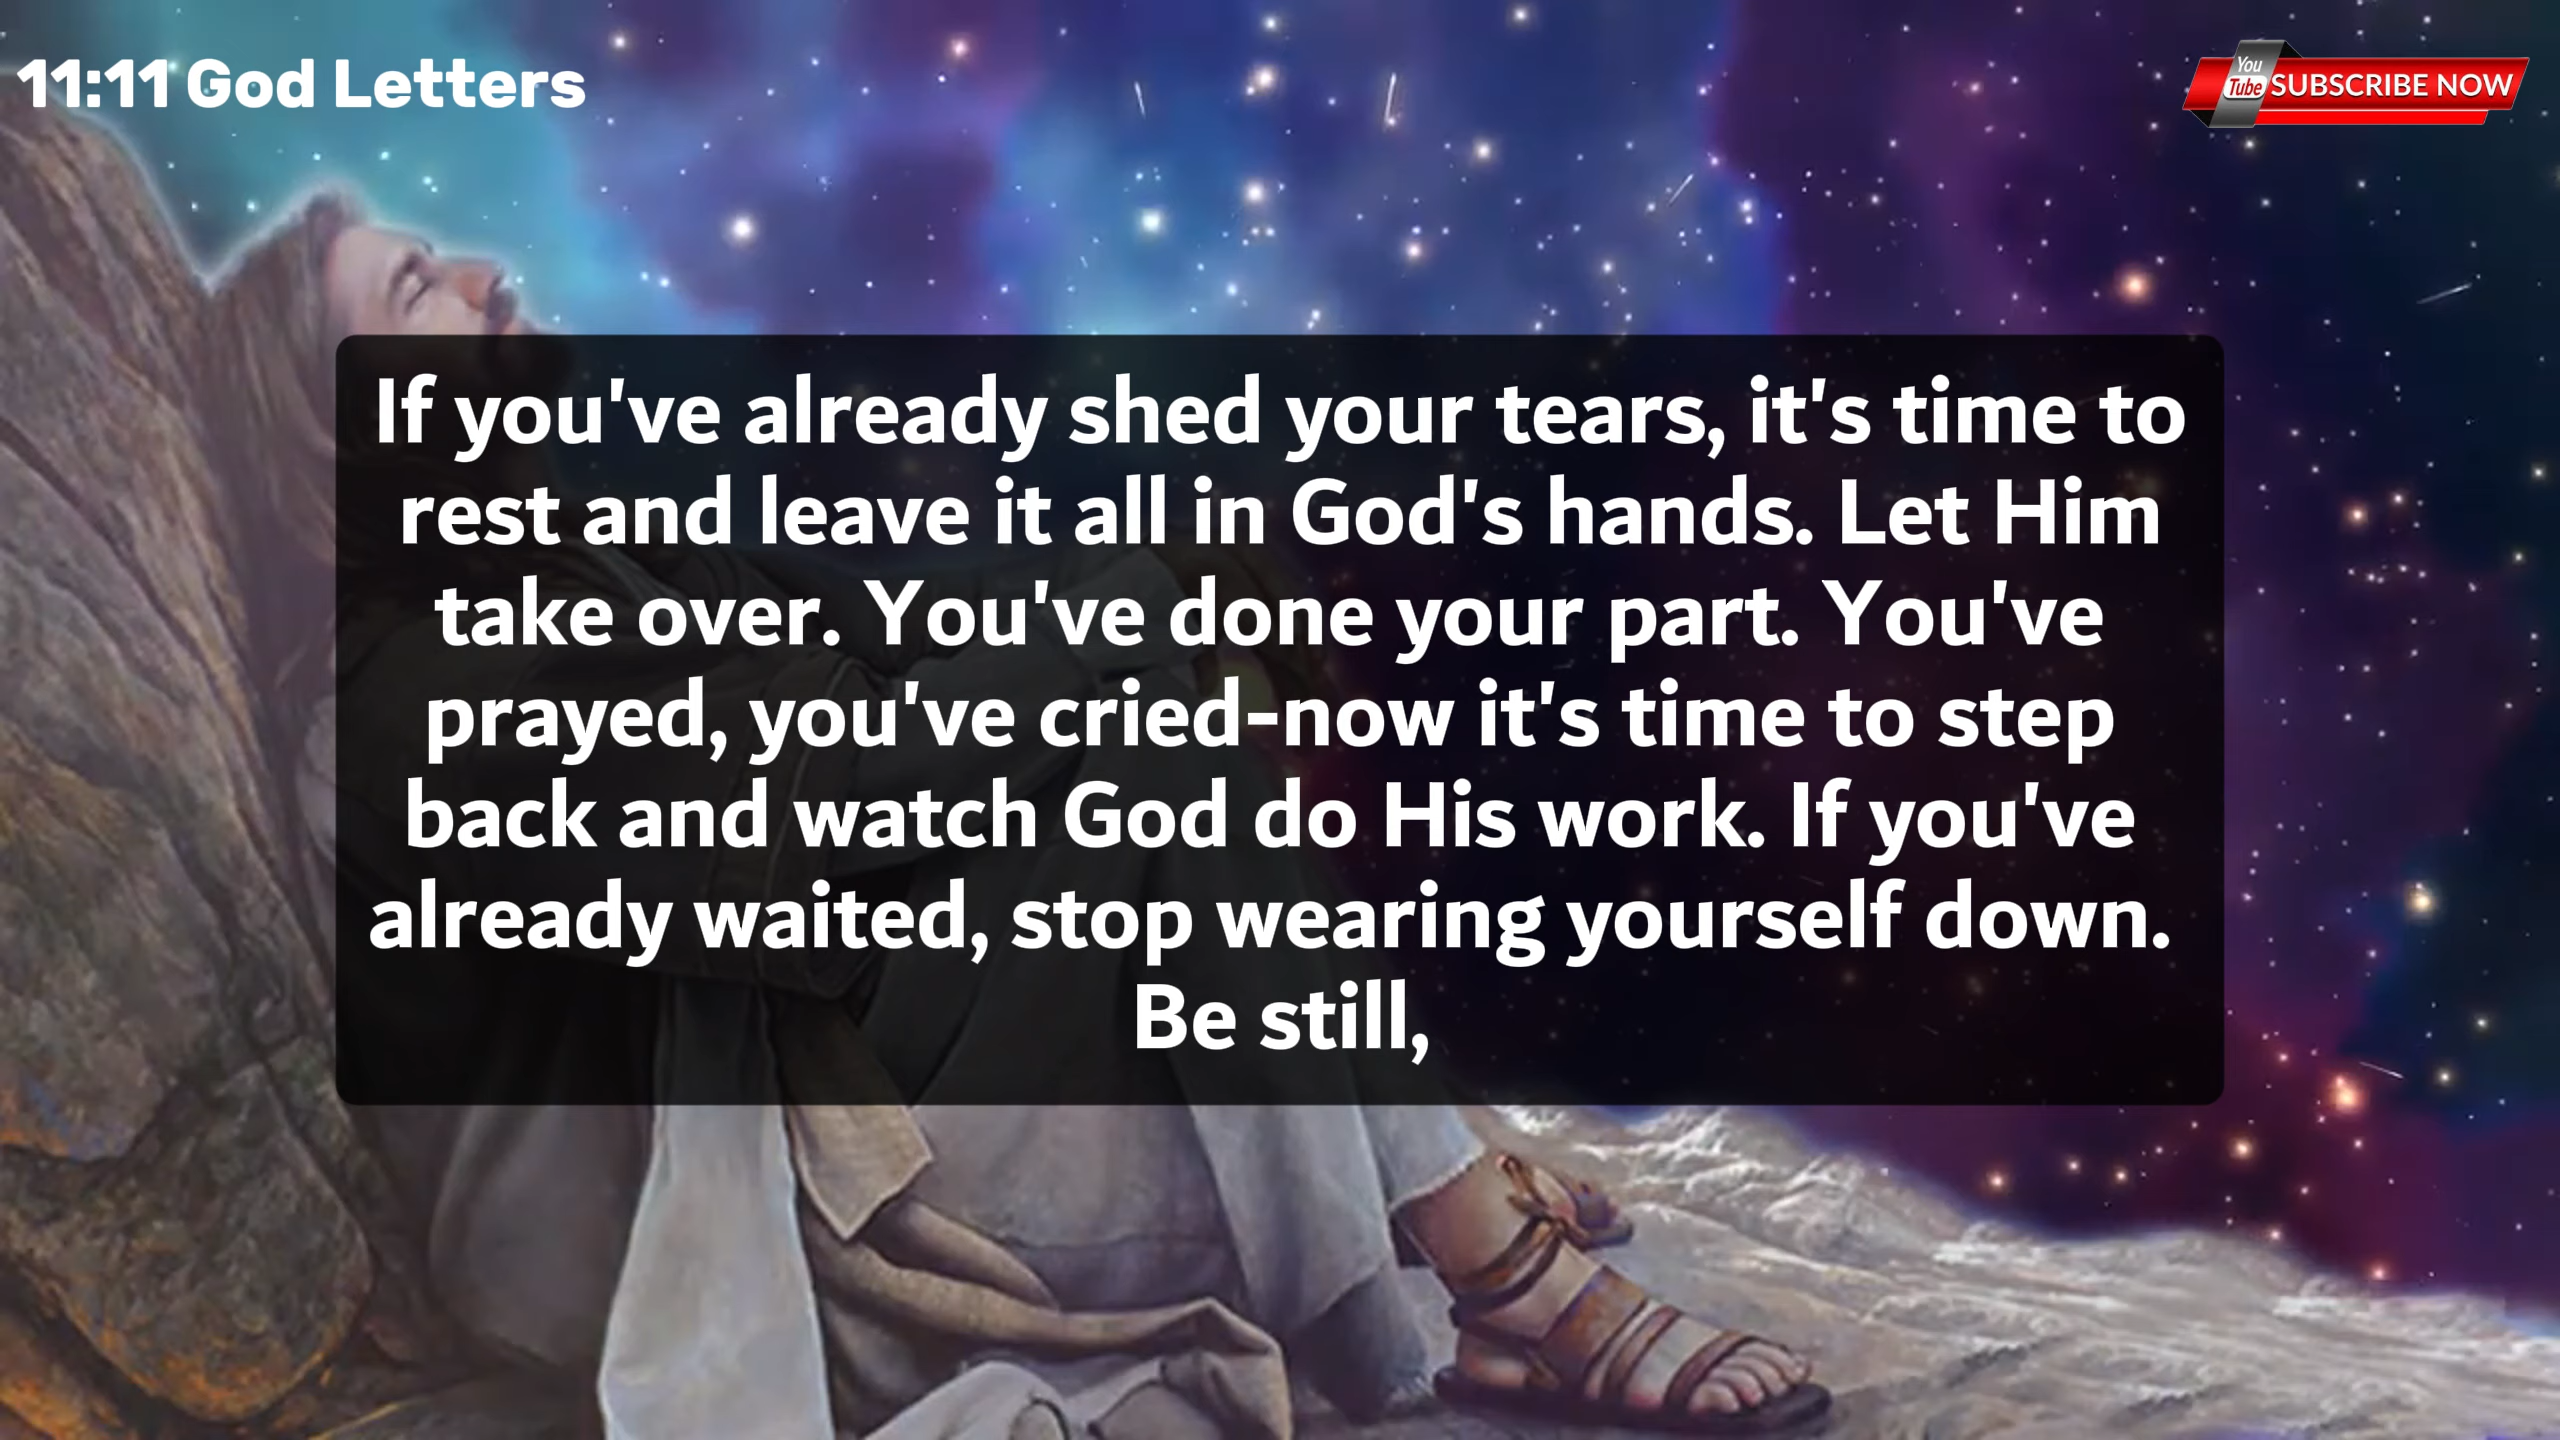 11:11 God Letters
You
Tube
SUBSCRIBE NOW
If you've already shed your tears, it's time to
rest and leave it all in God's hands. Let Him
take over. You've done your part. You've
prayed, you've cried-now it's time to step
back and watch God do His work. If you've
already waited, stop wearing yourself down.
Be still,